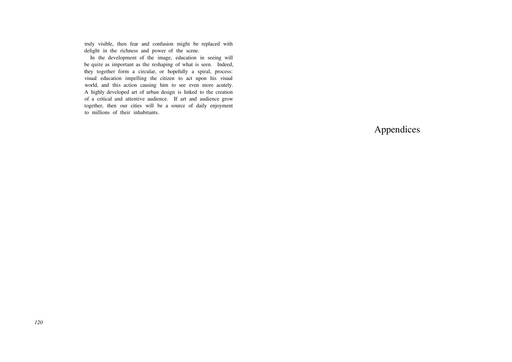 truly visible, then fear and confusion might be replaced with
delight in the richness and power of the scene.
In the development of the image, education in seeing will
be quite as important as the reshaping of what is seen. Indeed,
they together form a circular, or hopefully a spiral, process:
visual education impelling the citizen to act upon his visual
world, and this action causing him to see even more acutely.
A highly developed art of urban design is linked to the creation
of a critical and attentive audience. If art and audience grow
together, then our cities will be a source of daily enjoyment
to millions of their inhabitants.
120
Appendices